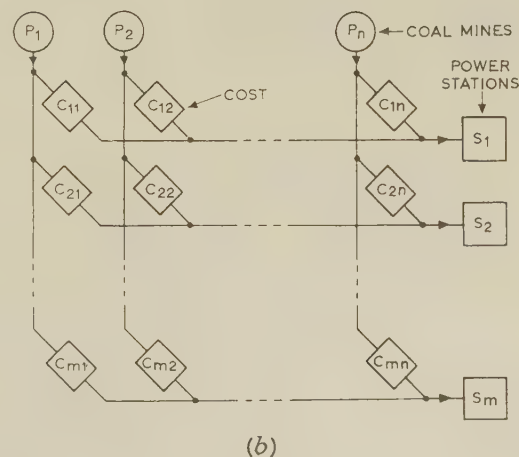 P1 P2 Pn COAL MINES
POWER
STATIONS
C11 C12 COST C1n
S1
C21 C22 C2n
S2
Cm1 Cm2 Cmn
Sm
(b)